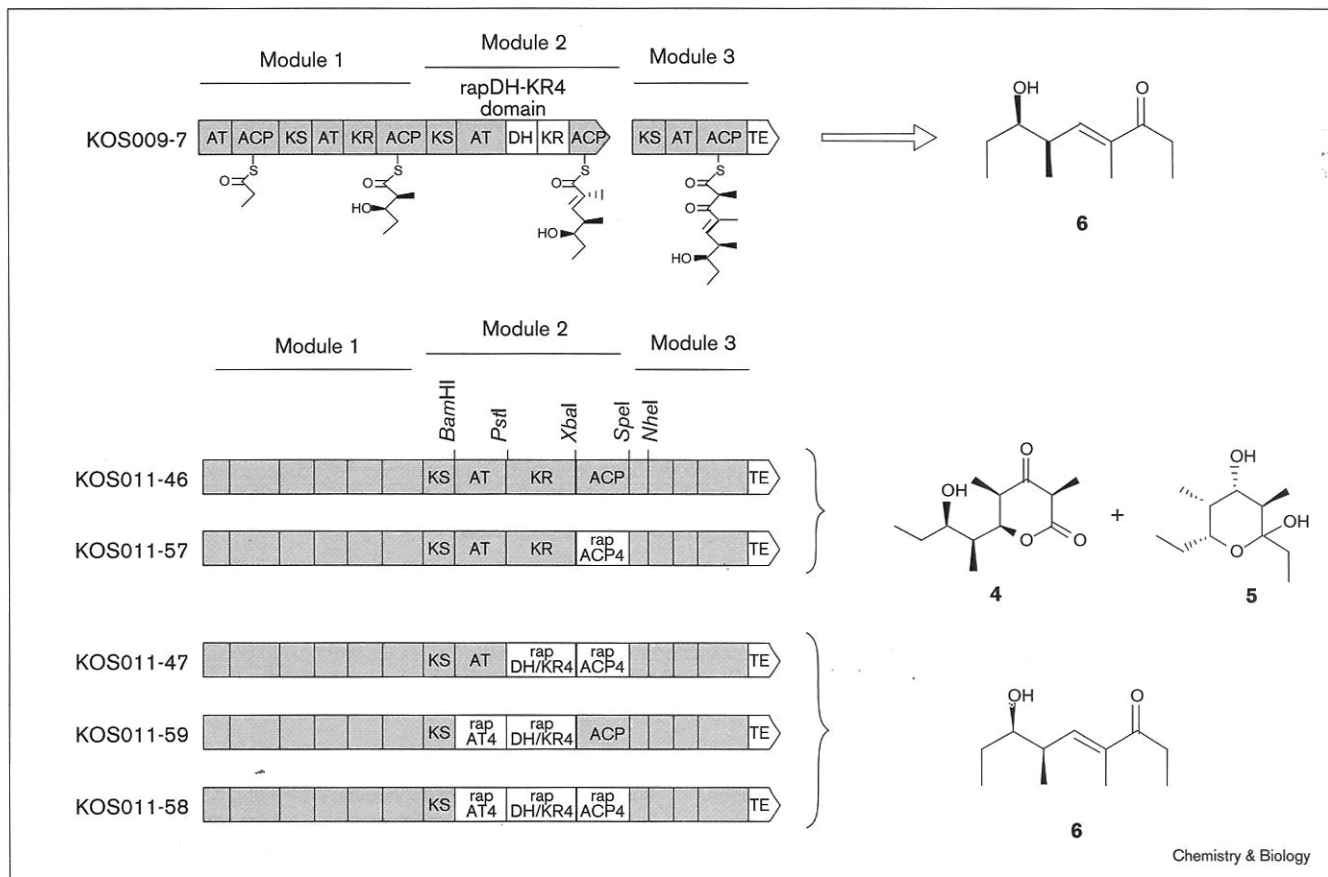 Module 1
Module 2
Module 3
rapDH-KR4
domain
KOS009-7
AT ACP KS AT KR ACP KS AT DH KR ACP KS AT ACP TE
S S S S
O O O O
HO O
HO
HO
OH O
6
Module 1
Module 2
Module 3
BamHI
PstI
XbaI
SpeI
NheI
KOS011-46
KS AT KR ACP TE
KOS011-57
KS AT KR rap ACP4 TE
OH O
O O
4
+
OH
OH
O
5
KOS011-47
KS AT rap DH/KR4 rap ACP4 TE
KOS011-59
KS rap AT4 rap DH/KR4 ACP TE
KOS011-58
KS rap AT4 rap DH/KR4 rap ACP4 TE
OH O
6
Chemistry & Biology